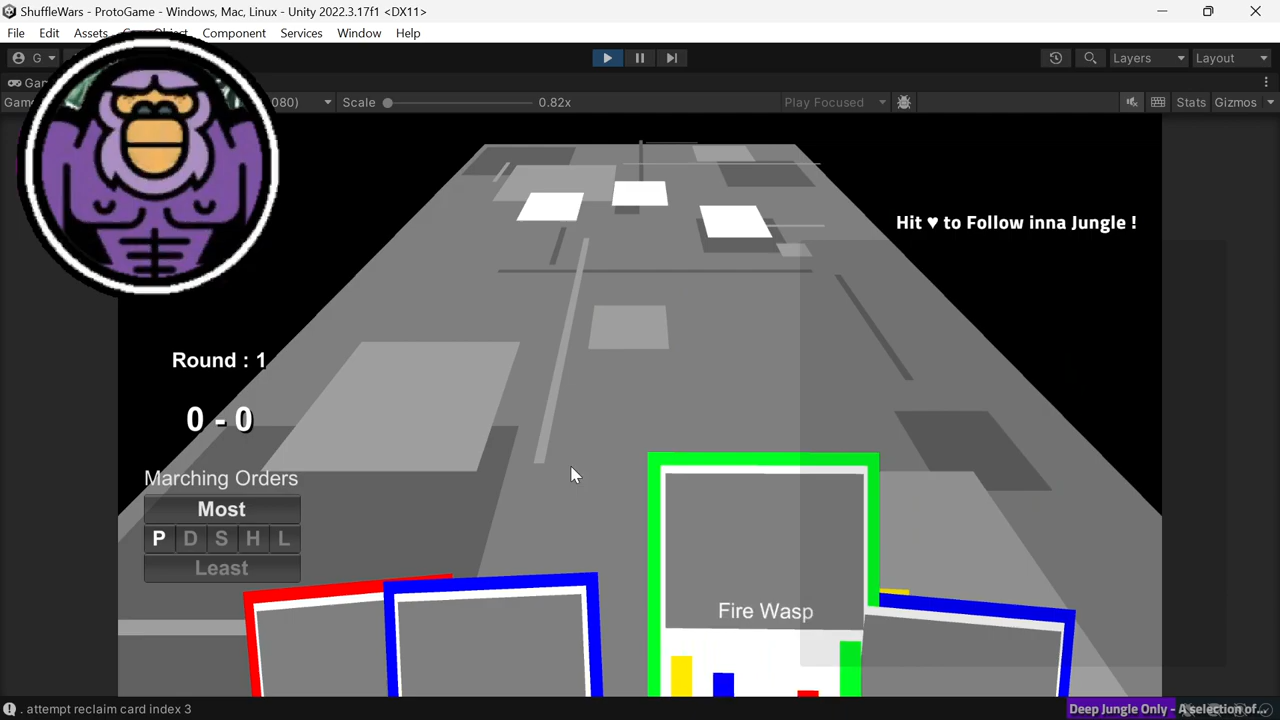 ShuffleWars - ProtoGame - Windows, Mac, Linux - Unity 2022.3.17f1 <DX11>
File Edit Assets Component Services Window Help
G Layers Layout
Scale 0.82x Play Focused Stats Gizmos
Hit ♥ to Follow inna Jungle !
Round : 1
0 - 0
Marching Orders
Most
P D S H L
Least
Fire Wasp
. attempt reclaim card index 3
Deep Jungle Only - A selection of...